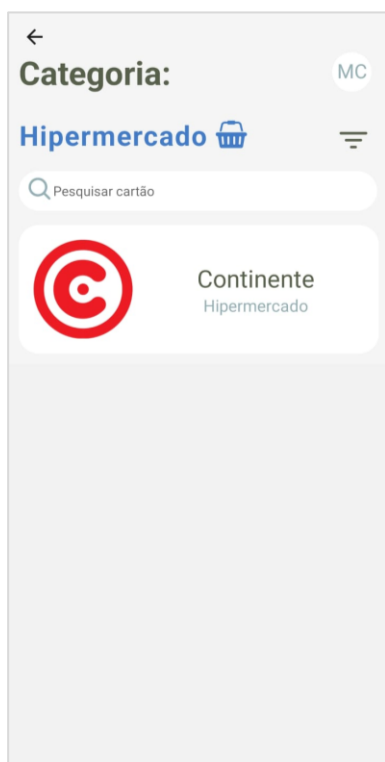 Categoria:
MC
Hipermercado
Pesquisar cartão
Continente
Hipermercado